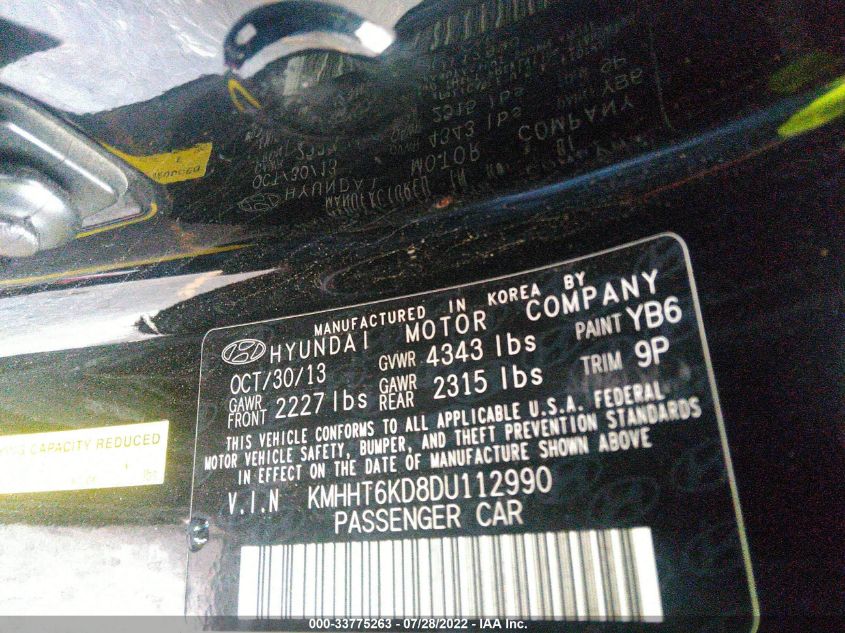 MANUFACTURED IN KOREA BY
HYUNDAI MOTOR COMPANY
OCT/30/13 GVWR 4343 lbs PAINT YB6
GAWR FRONT 2227 lbs GAWR REAR 2315 lbs TRIM 9P
THIS VEHICLE CONFORMS TO ALL APPLICABLE U.S.A. FEDERAL
MOTOR VEHICLE SAFETY, BUMPER, AND THEFT PREVENTION STANDARDS
IN EFFECT ON THE DATE OF MANUFACTURE SHOWN ABOVE
V.I.N KMHHT6KD8DU112990
PASSENGER CAR
CAPACITY REDUCED
000-33775263 - 07/28/2022 - IAA Inc.